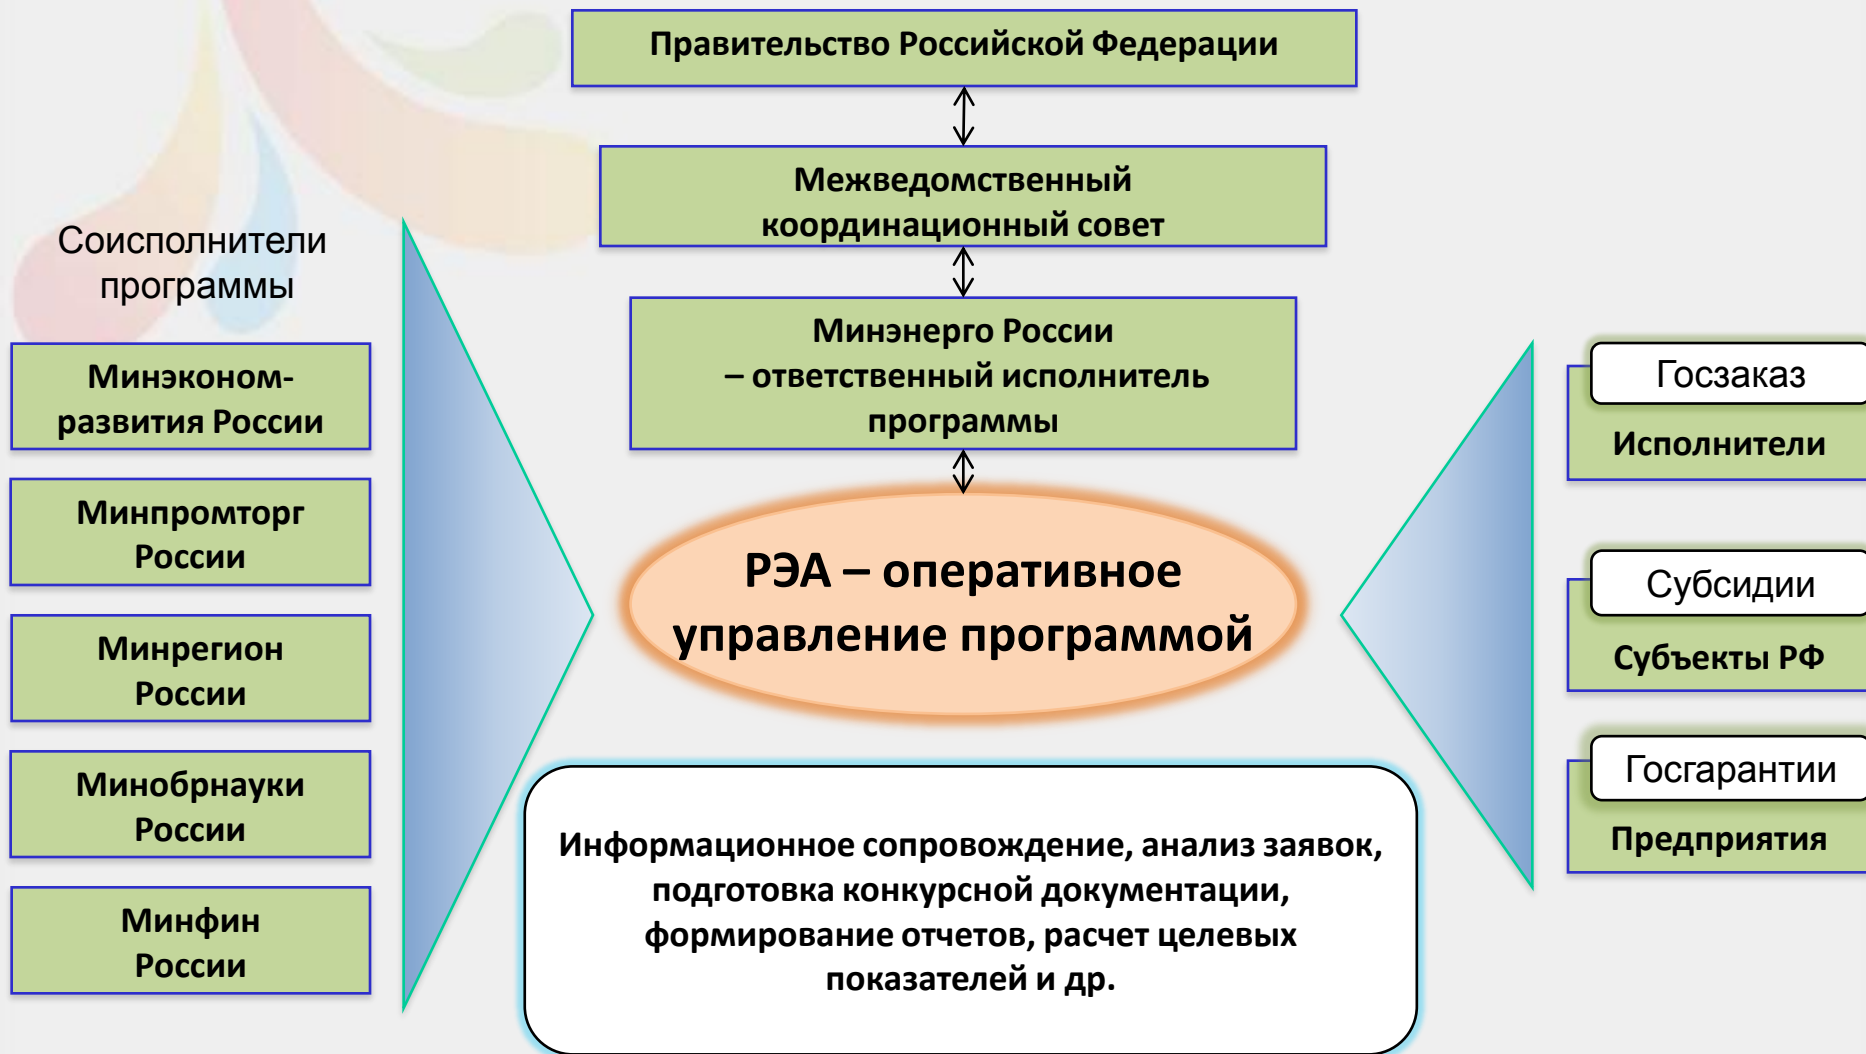 Правительство Российской Федерации
Межведомственный
координационный совет
Минэнерго России
– ответственный исполнитель
программы
РЭА – оперативное
управление программой
Информационное сопровождение, анализ заявок,
подготовка конкурсной документации,
формирование отчетов, расчет целевых
показателей и др.
Соисполнители
программы
Минэконом-
развития России
Минпромторг
России
Минрегион
России
Минобрнауки
России
Минфин
России
Госзаказ
Исполнители
Субсидии
Субъекты РФ
Госгарантии
Предприятия